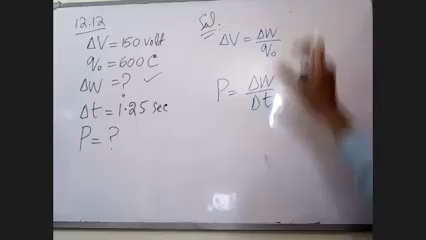 12.12
ΔV = 150 volt
q₀ = 600 C
ΔW = ? ✓
Δt = 1.25 sec
P = ?
Sol:-
ΔV = ΔW/q₀
P = ΔW/Δt